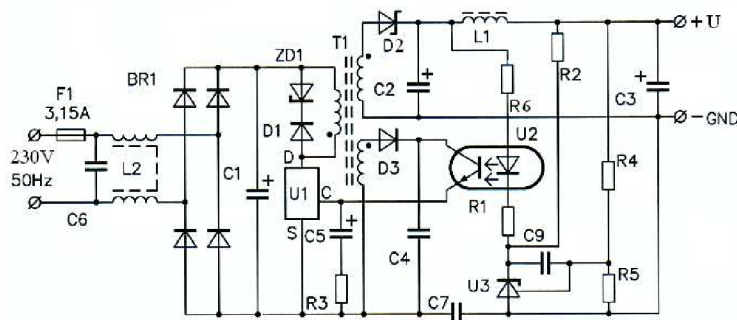 +U
T1
D2
L1
ZD1
R2
BR1
C2
C3
F1
3,15A
R6
-GND
U2
230V
50Hz
L2
D1
D
D3
C1
U1
C
R4
R1
C6
S
C5
C4
C9
R3
C7
U3
R5